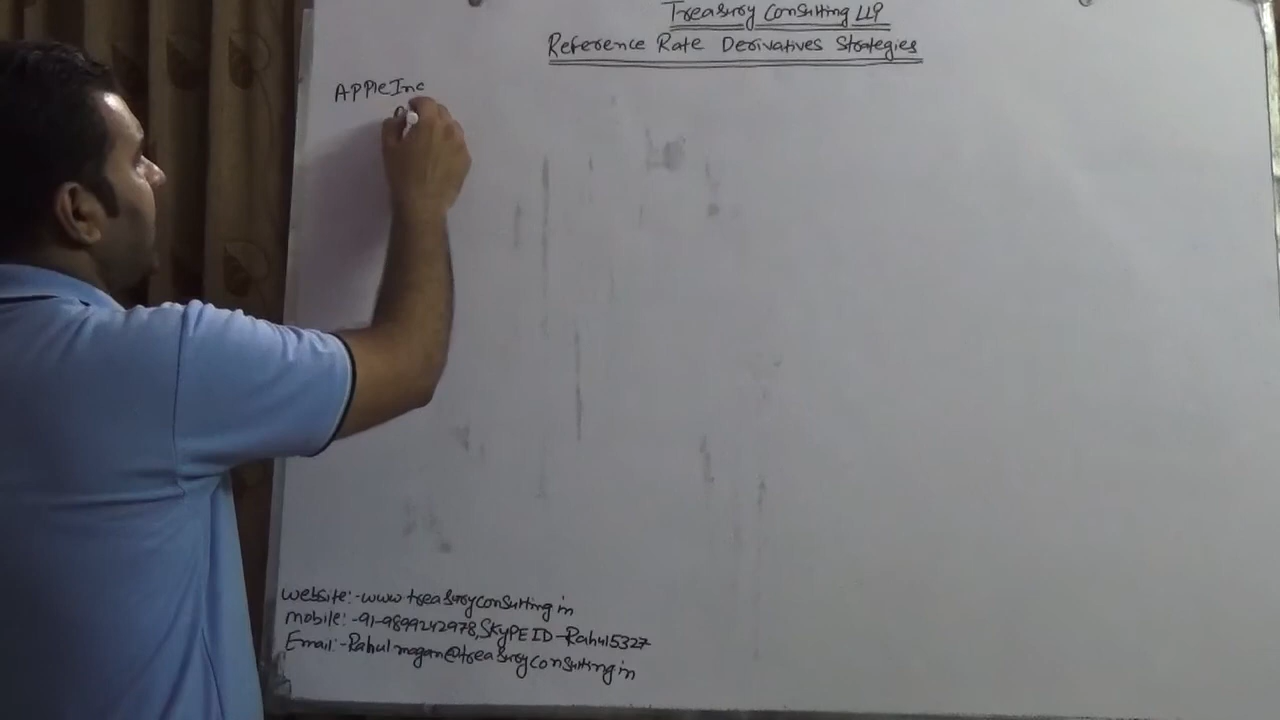 Treasury Consulting LLP
Reference Rate Derivatives Strategies
Apple Inc
website:-www.treasuryconsulting.in
Mobile:-91-9899242978,SKYPE ID-Rahul5327
Email:-Rahul.magan@treasuryconsulting.in